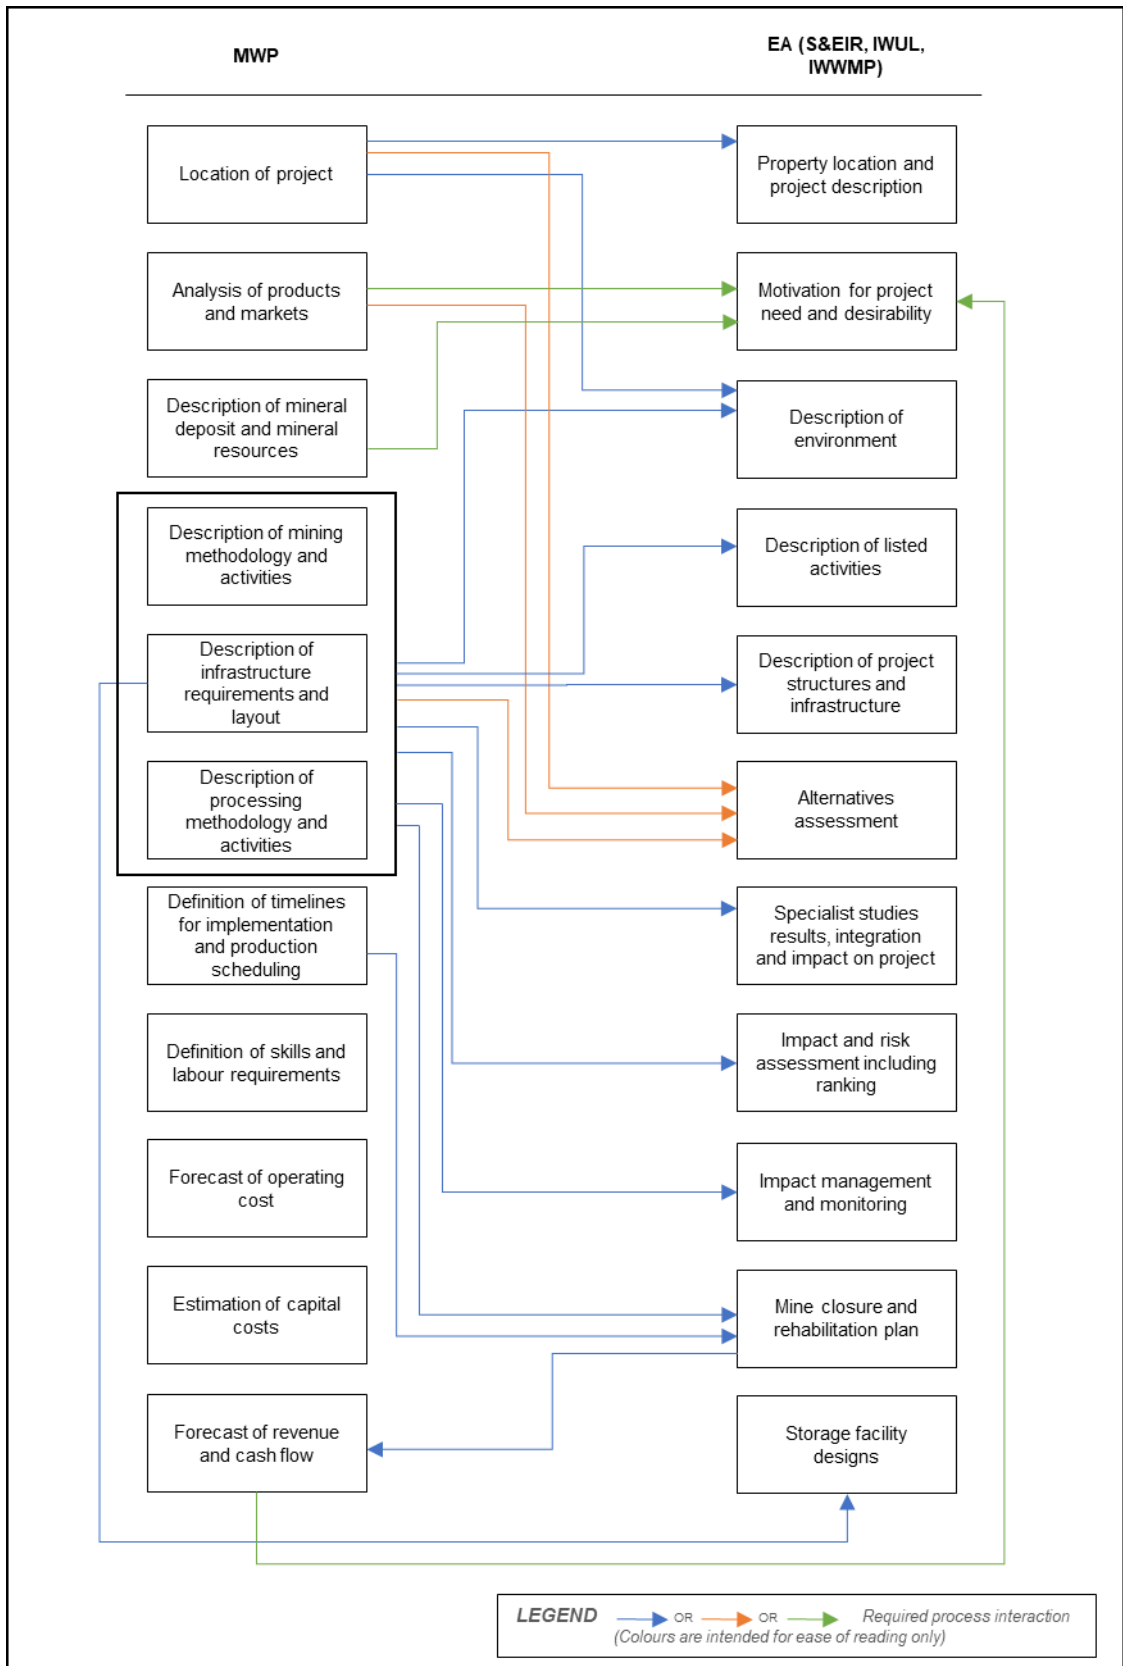 MWP
EA (S&EIR, IWUL,
IWWMP)
Location of project
Property location and
project description
Analysis of products
and markets
Motivation for project
need and desirability
Description of mineral
deposit and mineral
resources
Description of
environment
Description of mining
methodology and
activities
Description of listed
activities
Description of
infrastructure
requirements and
layout
Description of project
structures and
infrastructure
Description of
processing
methodology and
activities
Alternatives
assessment
Definition of timelines
for implementation
and production
scheduling
Specialist studies
results, integration
and impact on project
Definition of skills and
labour requirements
Impact and risk
assessment including
ranking
Forecast of operating
cost
Impact management
and monitoring
Estimation of capital
costs
Mine closure and
rehabilitation plan
Forecast of revenue
and cash flow
Storage facility
designs
LEGEND OR OR Required process interaction
(Colours are intended for ease of reading only)